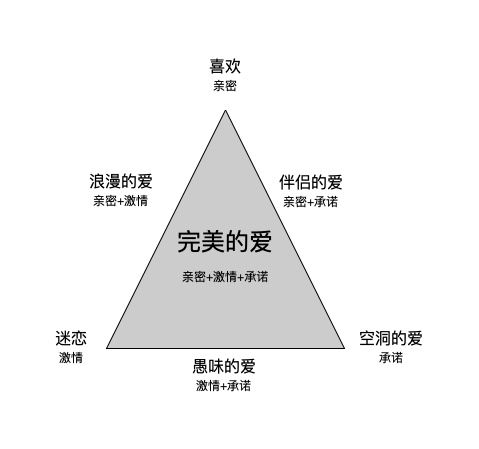 喜欢
亲密
浪漫的爱
亲密+激情
伴侣的爱
亲密+承诺
完美的爱
亲密+激情+承诺
迷恋
激情
空洞的爱
承诺
愚味的爱
激情+承诺